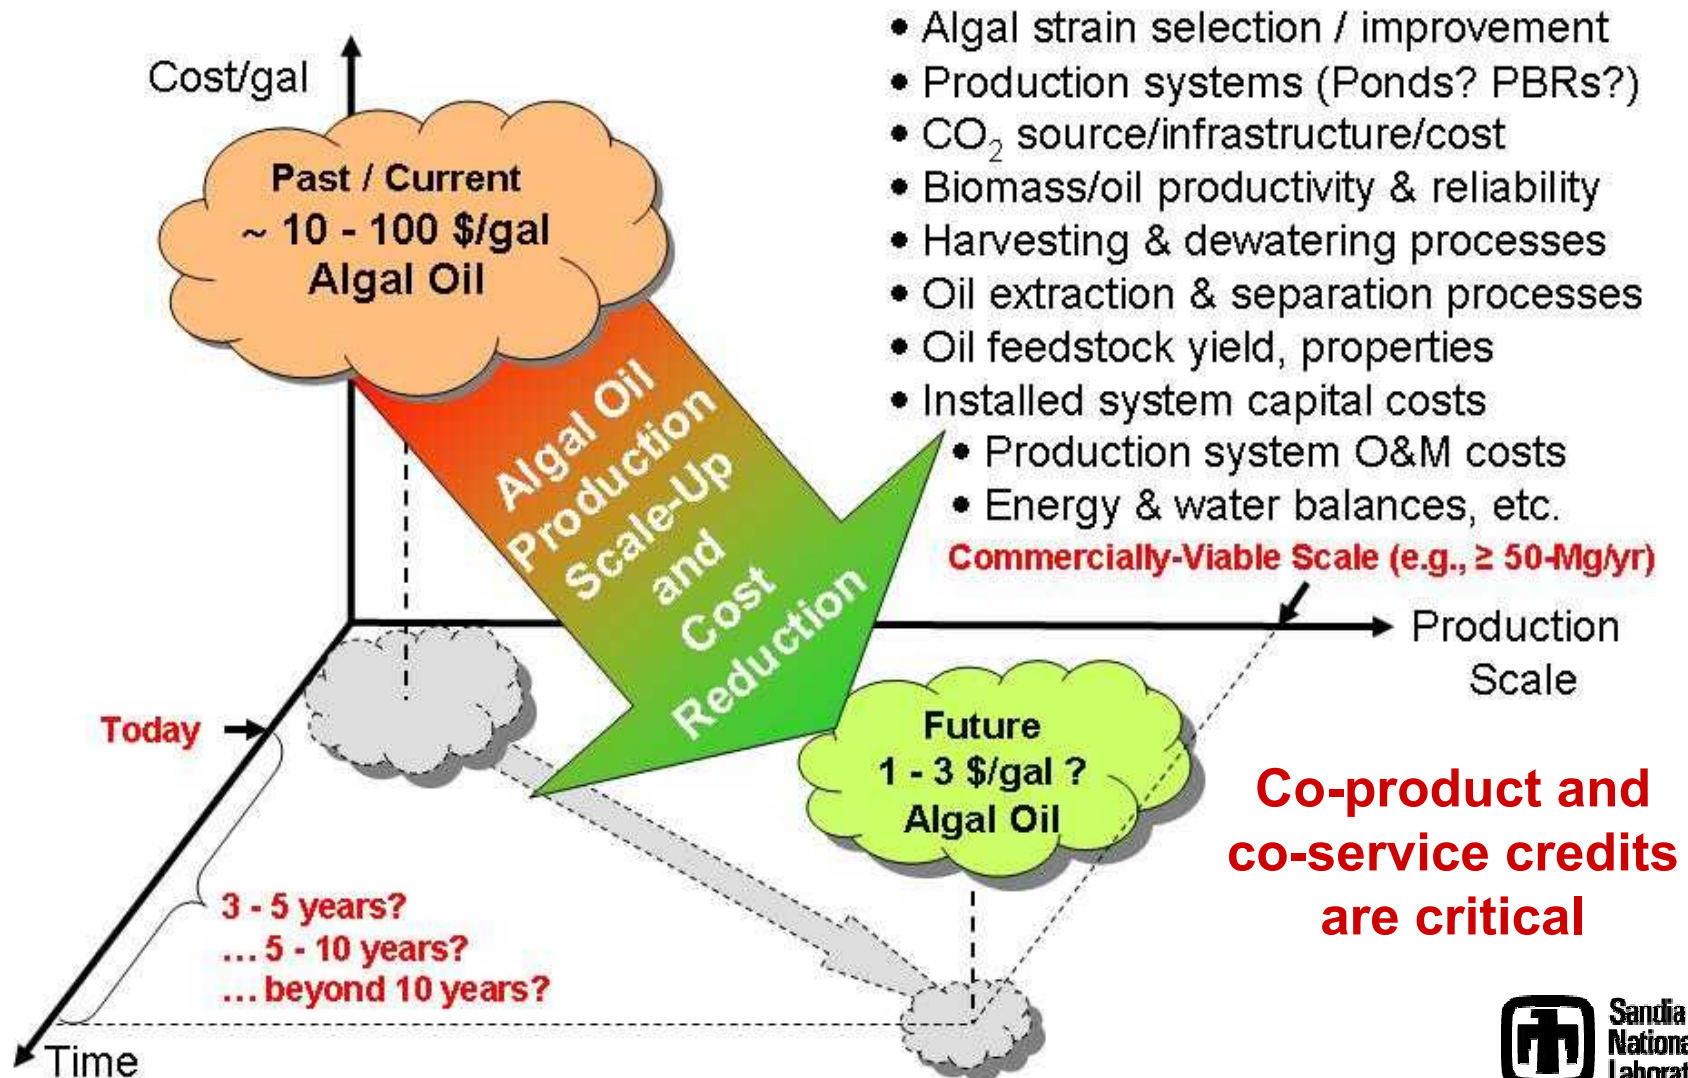 Cost/gal
Past / Current
~ 10 - 100 $/gal
Algal Oil
• Algal strain selection / improvement
• Production systems (Ponds? PBRs?)
• CO₂ source/infrastructure/cost
• Biomass/oil productivity & reliability
• Harvesting & dewatering processes
• Oil extraction & separation processes
• Oil feedstock yield, properties
• Installed system capital costs
• Production system O&M costs
• Energy & water balances, etc.
Commercially-Viable Scale (e.g., ≥ 50-Mg/yr)
Algal Oil
Production
Scale-Up
and
Cost
Reduction
Production
Scale
Today
Future
1 - 3 $/gal ?
Algal Oil
Co-product and
co-service credits
are critical
3 - 5 years?
... 5 - 10 years?
... beyond 10 years?
Time
Sandia